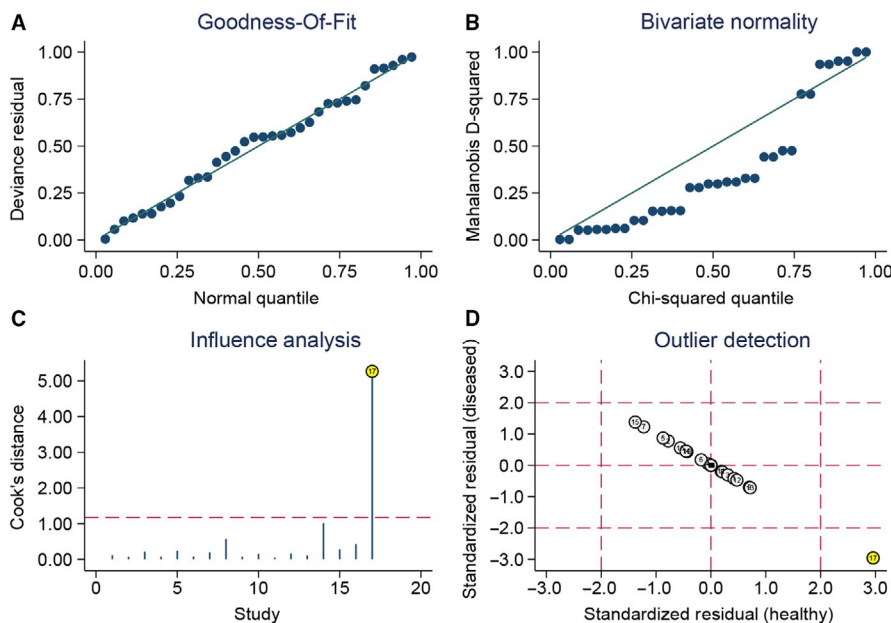 A
Goodness-Of-Fit
Deviance residual
1.00
0.75
0.50
0.25
0.00
0.00 0.25 0.50 0.75 1.00
Normal quantile
B
Bivariate normality
Mahalanobis D-squared
1.00
0.75
0.50
0.25
0.00
0.00 0.25 0.50 0.75 1.00
Chi-squared quantile
C
Influence analysis
Cook's distance
5.00
4.00
3.00
2.00
1.00
0.00
17
0 5 10 15 20
Study
D
Outlier detection
Standardized residual (diseased)
3.0
2.0
1.0
0.0
−1.0
−2.0
−3.0
15
7
5
17
−3.0 −2.0 −1.0 0.0 1.0 2.0 3.0
Standardized residual (healthy)